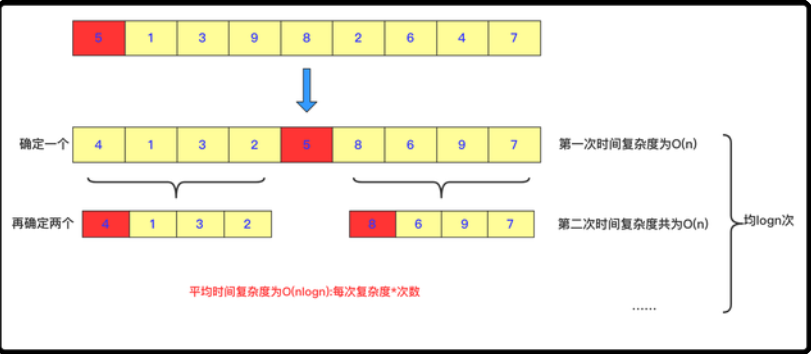 5 1 3 9 8 2 6 4 7
确定一个 4 1 3 2 5 8 6 9 7 第一次时间复杂度为O(n)
再确定两个 4 1 3 2 8 6 9 7 第二次时间复杂度共为O(n)
均logn次
平均时间复杂度为O(nlogn):每次复杂度*次数
……